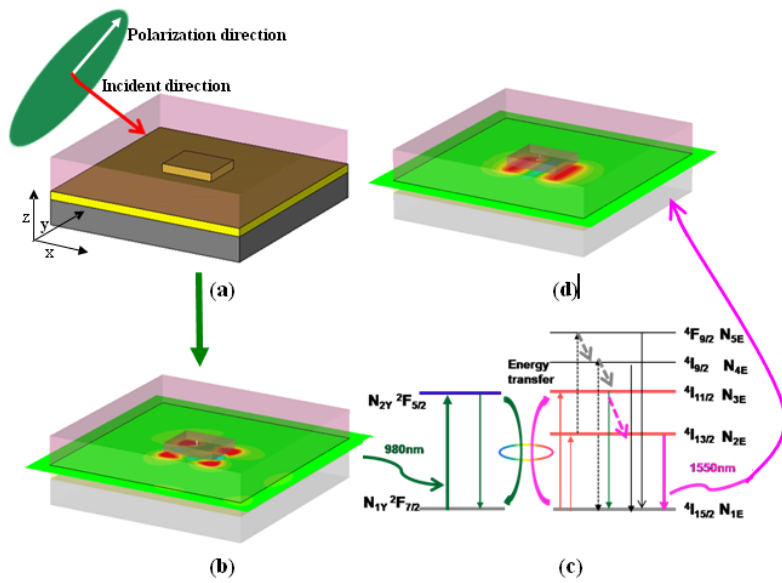 Polarization direction
Incident direction
z
y
x
(a)
(d)
⁴F₉/₂ N₅E
Energy
transfer
⁴I₉/₂ N₄E
N₂Y ²F₅/₂
⁴I₁₁/₂ N₃E
⁴I₁₃/₂ N₂E
980nm
1550nm
N₁Y ²F₇/₂
⁴I₁₅/₂ N₁E
(b)
(c)